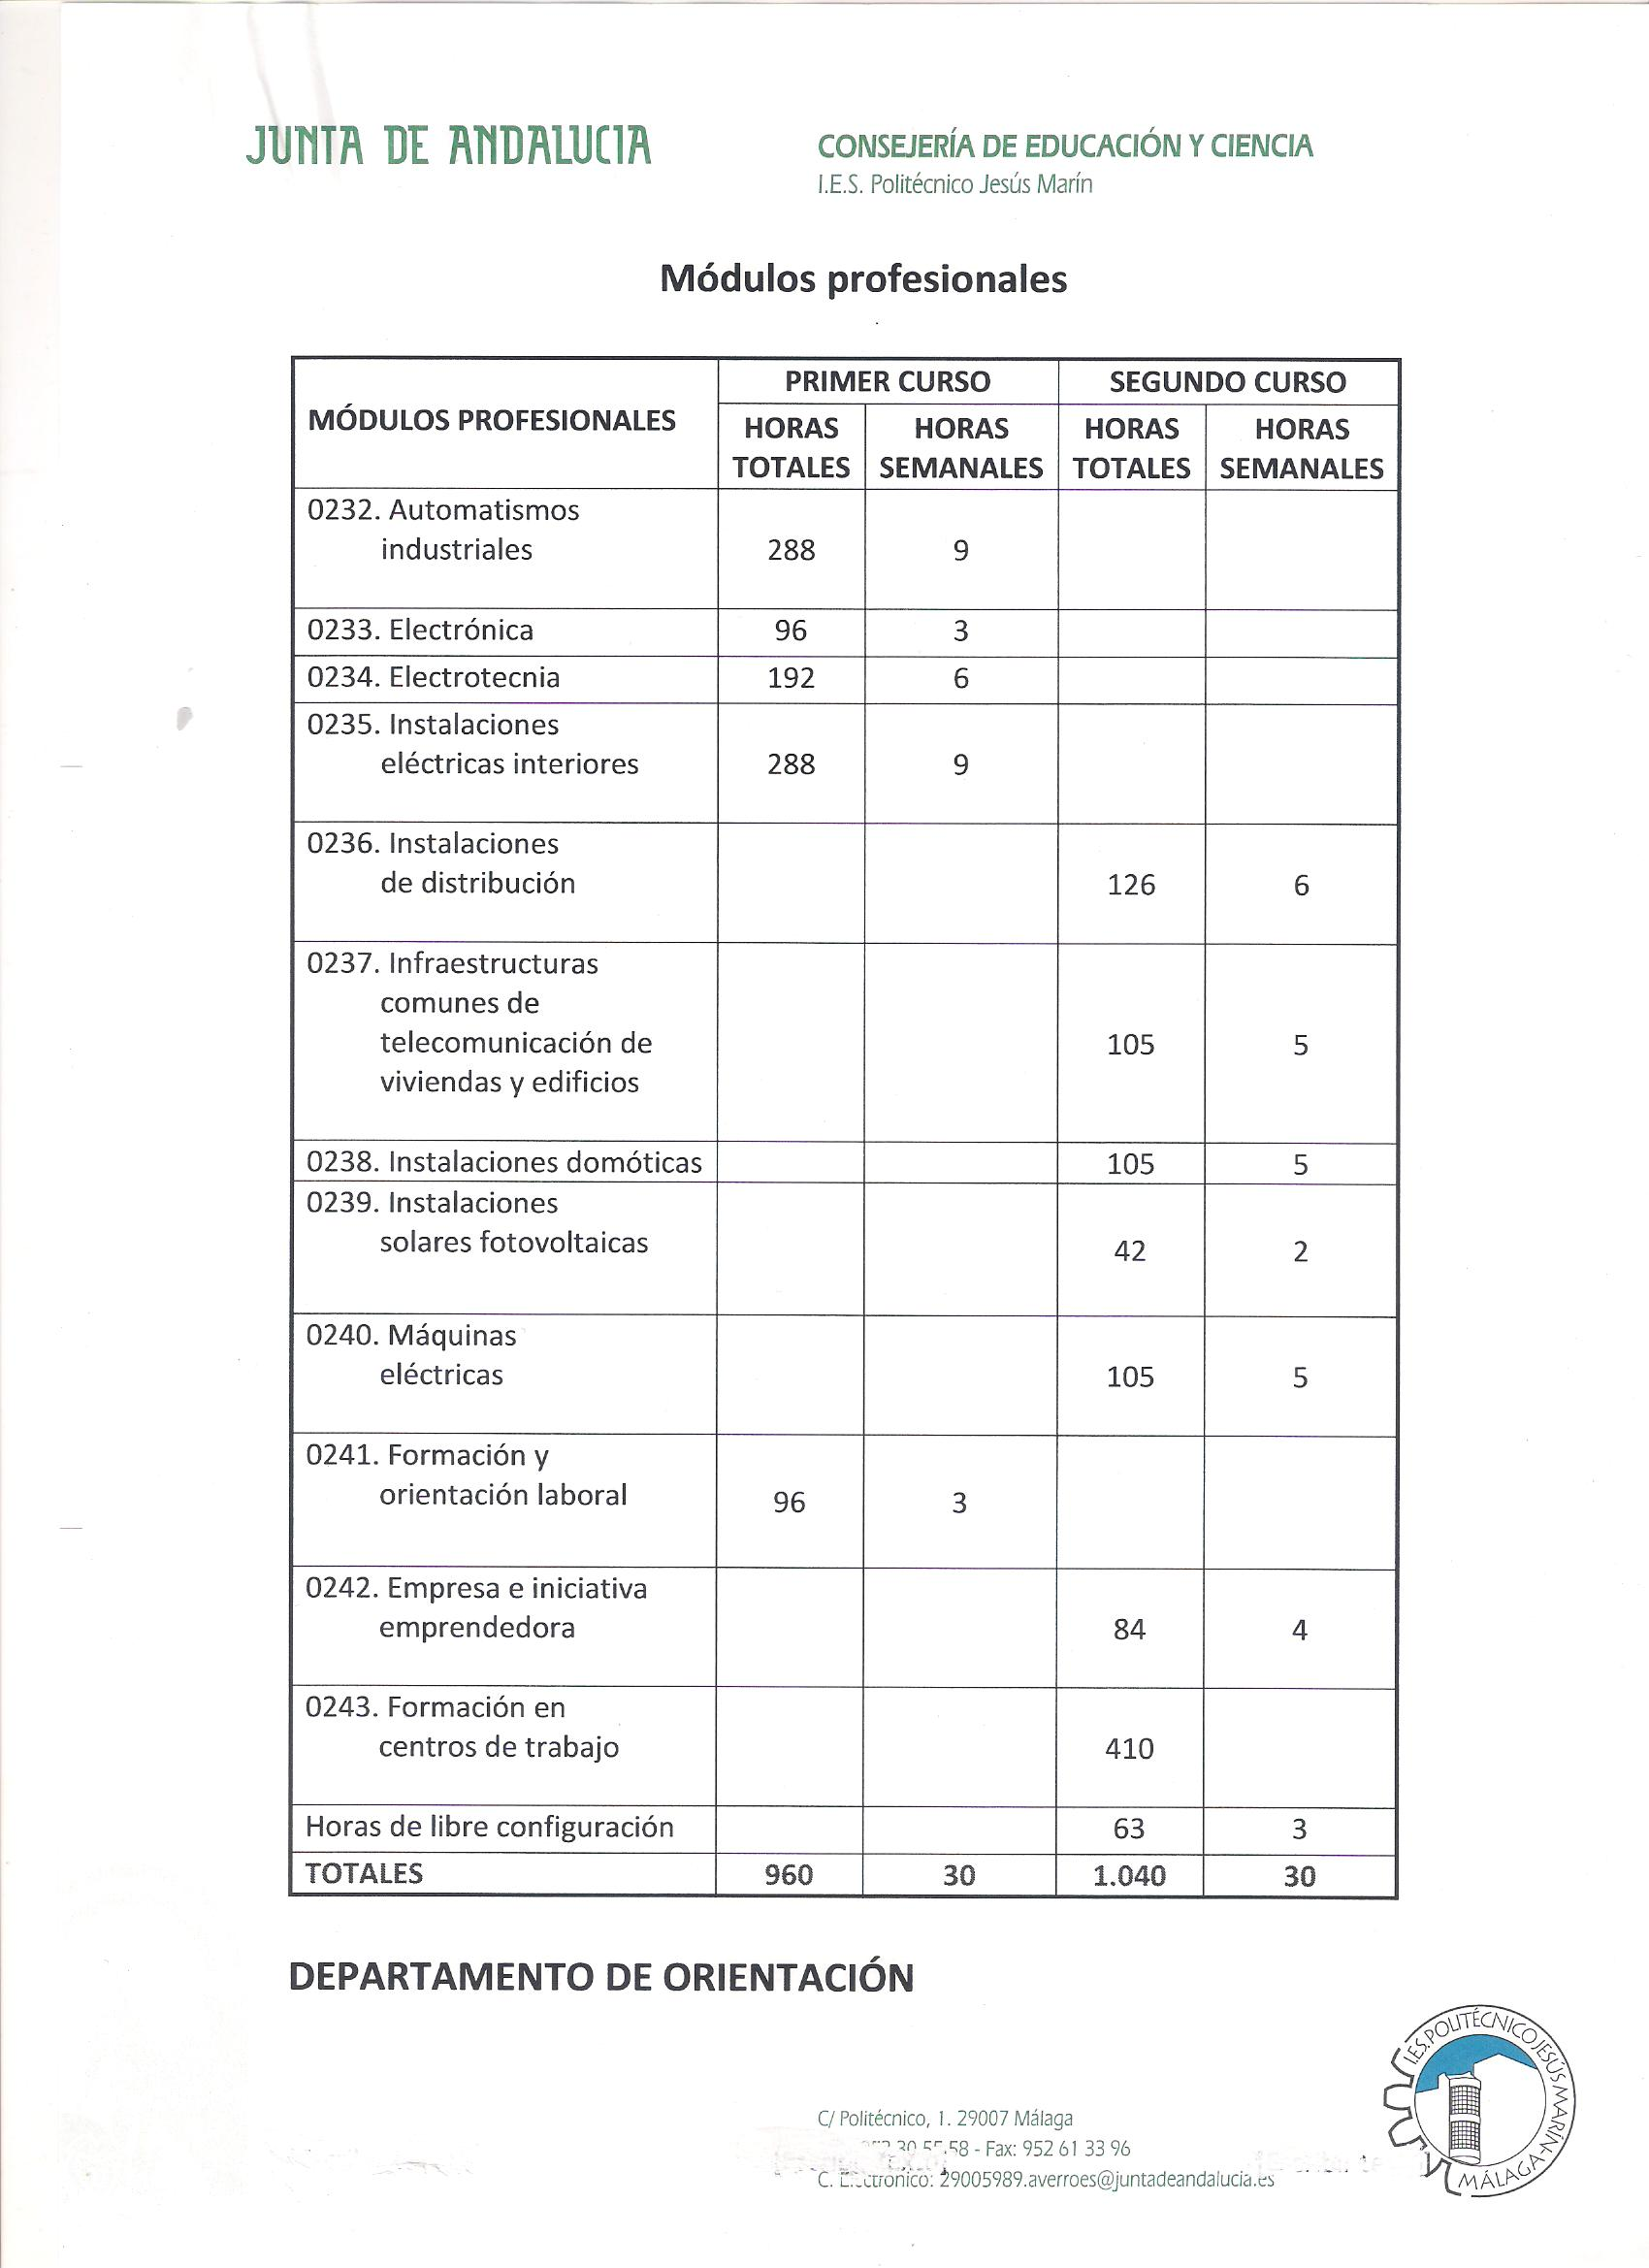 JUNTA DE ANDALUCIA
CONSEJERÍA DE EDUCACIÓN Y CIENCIA
I.E.S. Politécnico Jesús Marín
Módulos profesionales
MÓDULOS PROFESIONALES
PRIMER CURSO SEGUNDO CURSO
HORAS HORAS HORAS HORAS
TOTALES SEMANALES TOTALES SEMANALES
0232. Automatismos
industriales 288 9
0233. Electrónica 96 3
0234. Electrotecnia 192 6
0235. Instalaciones
eléctricas interiores 288 9
0236. Instalaciones
de distribución 126 6
0237. Infraestructuras
comunes de
telecomunicación de 105 5
viviendas y edificios
0238. Instalaciones domóticas 105 5
0239. Instalaciones
solares fotovoltaicas 42 2
0240. Máquinas
eléctricas 105 5
0241. Formación y
orientación laboral 96 3
0242. Empresa e iniciativa
emprendedora 84 4
0243. Formación en
centros de trabajo 410
Horas de libre configuración 63 3
TOTALES 960 30 1.040 30
DEPARTAMENTO DE ORIENTACIÓN
I.E.S. POLITÉCNICO JESÚS MARÍN - MÁLAGA
C/ Politécnico, 1. 29007 Málaga
58 - Fax: 952 61 33 96
C. 29005989.averroes@juntadeandalucia.es